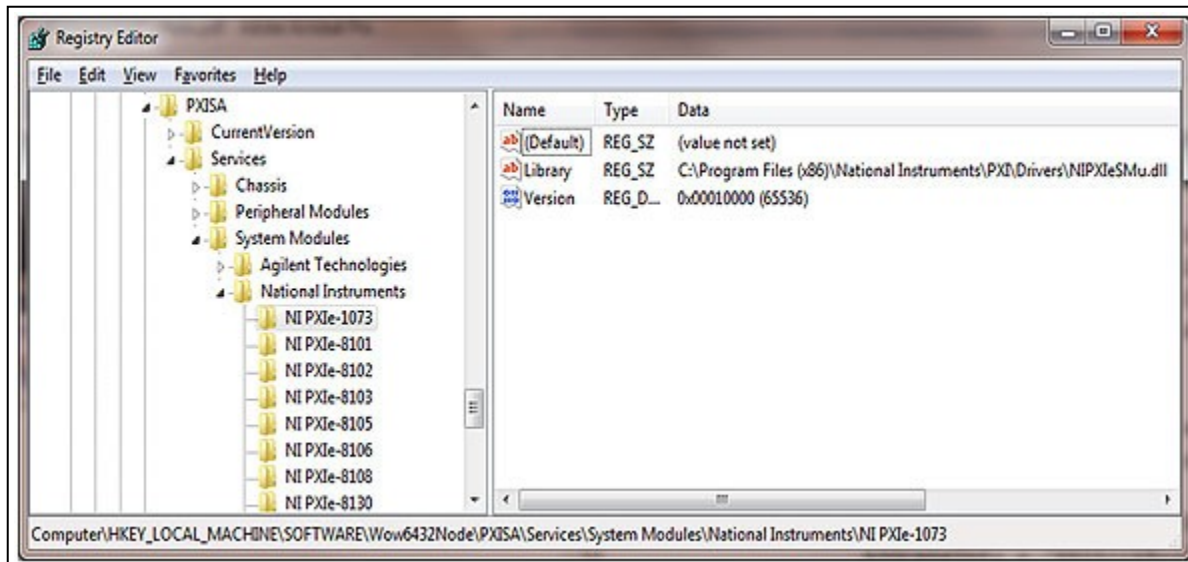 Registry Editor
File Edit View Favorites Help
PXISA
CurrentVersion
Services
Chassis
Peripheral Modules
System Modules
Agilent Technologies
National Instruments
NI PXIe-1073
NI PXIe-8101
NI PXIe-8102
NI PXIe-8103
NI PXIe-8105
NI PXIe-8106
NI PXIe-8108
NI PXIe-8130
Name Type Data
(Default) REG_SZ (value not set)
Library REG_SZ C:\Program Files (x86)\National Instruments\PXI\Drivers\NIPXIeSMu.dll
Version REG_D... 0x00010000 (65536)
Computer\HKEY_LOCAL_MACHINE\SOFTWARE\Wow6432Node\PXISA\Services\System Modules\National Instruments\NI PXIe-1073